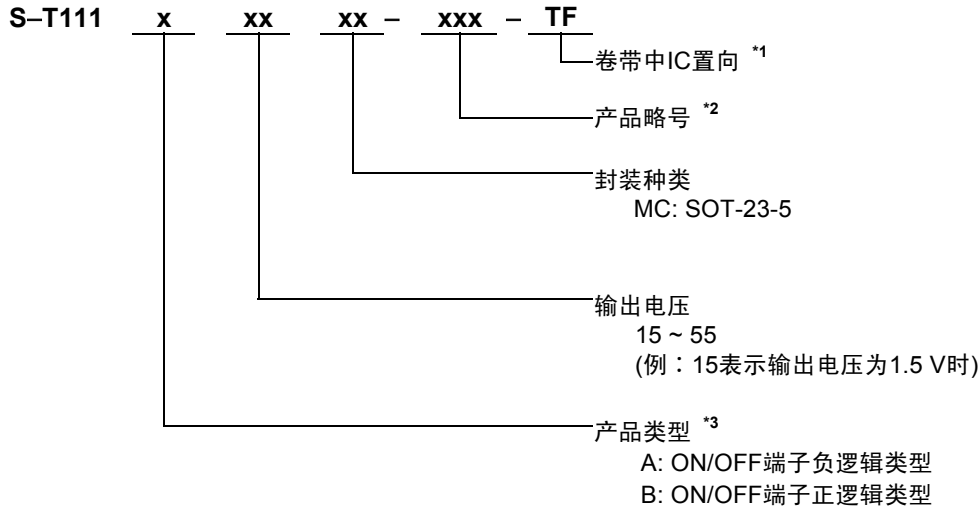 S–T111 x xx xx – xxx – TF
卷带中IC置向 *1
产品略号 *2
封装种类
MC: SOT-23-5
输出电压
15 ~ 55
(例：15表示输出电压为1.5 V时)
产品类型 *3
A: ON/OFF端子负逻辑类型
B: ON/OFF端子正逻辑类型